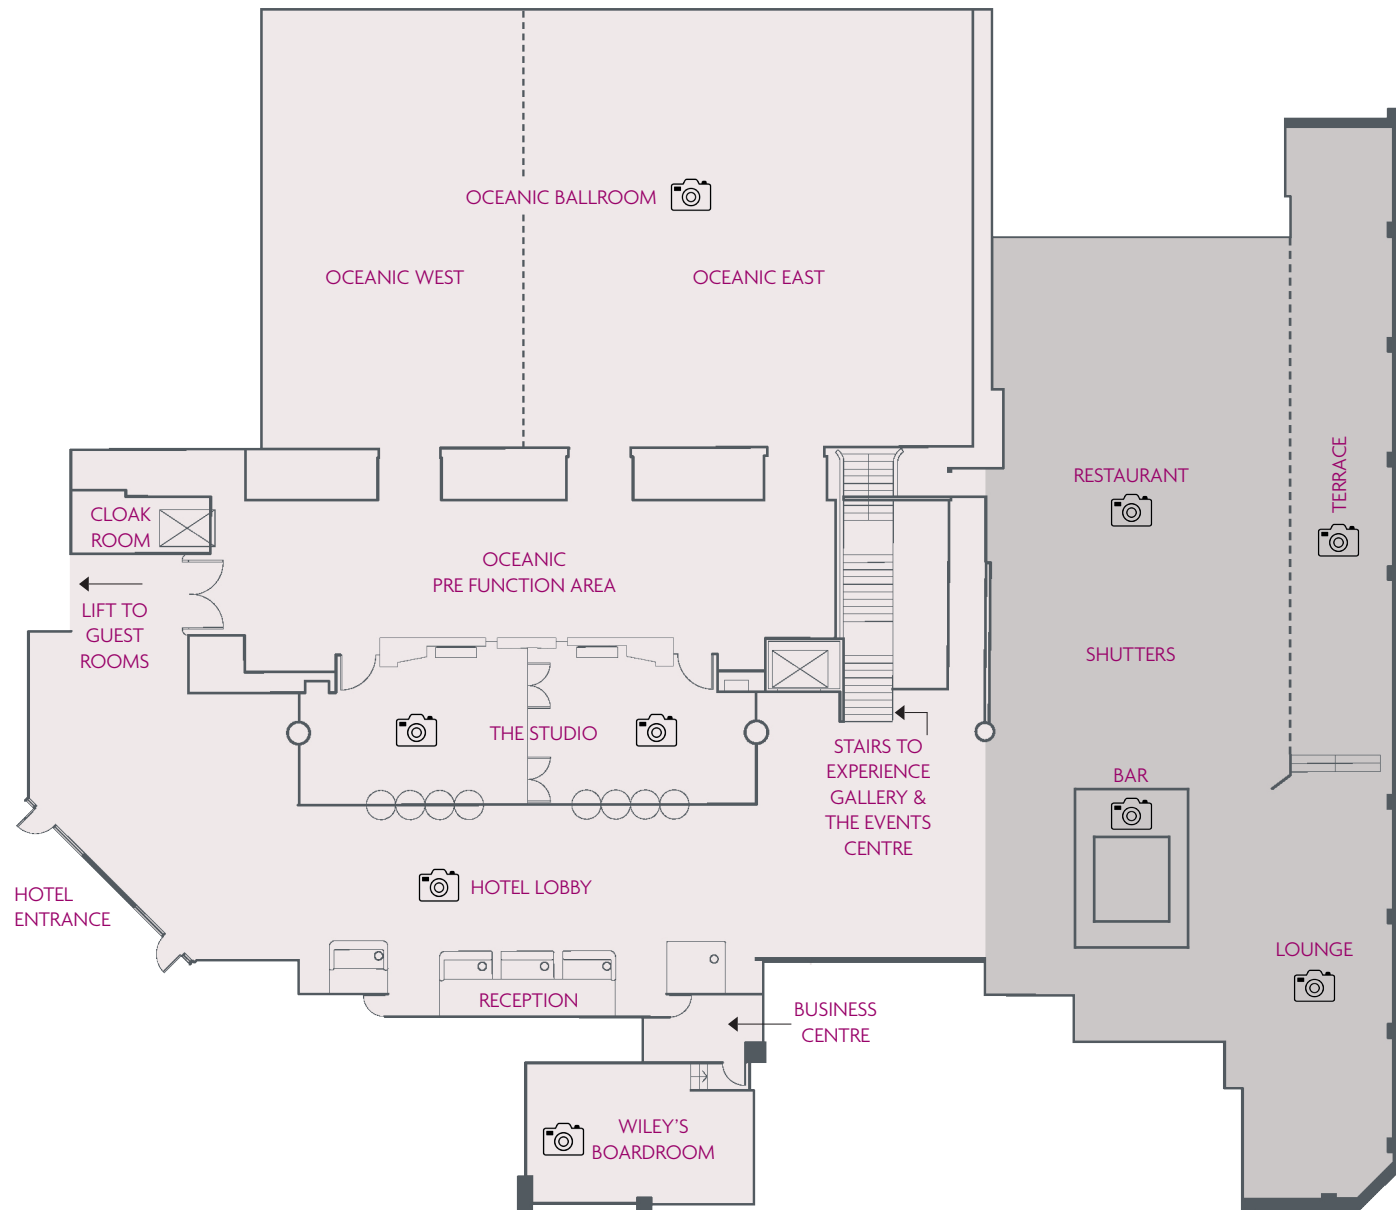 OCEANIC BALLROOM
OCEANIC WEST
OCEANIC EAST
RESTAURANT
TERRACE
CLOAK
ROOM
OCEANIC
PRE FUNCTION AREA
LIFT TO
GUEST
ROOMS
SHUTTERS
THE STUDIO
STAIRS TO
EXPERIENCE
GALLERY &
THE EVENTS
CENTRE
BAR
HOTEL
ENTRANCE
HOTEL LOBBY
LOUNGE
RECEPTION
BUSINESS
CENTRE
WILEY'S
BOARDROOM